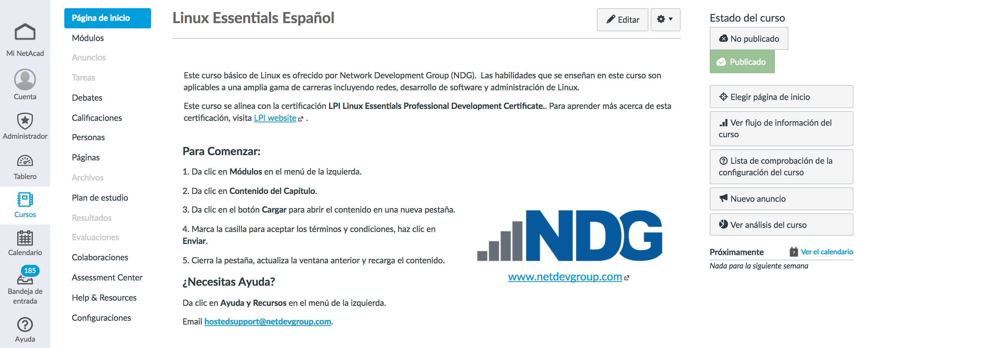 Mi NetAcad
Cuenta
Administrador
Tablero
Cursos
Calendario
185
Bandeja de
entrada
Ayuda
Página de inicio
Módulos
Anuncios
Tareas
Debates
Calificaciones
Personas
Páginas
Archivos
Plan de estudio
Resultados
Evaluaciones
Colaboraciones
Assessment Center
Help & Resources
Configuraciones
Linux Essentials Español
Editar
Este curso básico de Linux es ofrecido por Network Development Group (NDG).  Las habilidades que se enseñan en este curso son
aplicables a una amplia gama de carreras incluyendo redes, desarrollo de software y administración de Linux.
Este curso se alinea con la certificación LPI Linux Essentials Professional Development Certificate.. Para aprender más acerca de esta
certificación, visita LPI website .
Para Comenzar:
1. Da clic en Módulos en el menú de la izquierda.
2. Da clic en Contenido del Capítulo.
3. Da clic en el botón Cargar para abrir el contenido en una nueva pestaña.
4. Marca la casilla para aceptar los términos y condiciones, haz clic en
Enviar.
5. Cierra la pestaña, actualiza la ventana anterior y recarga el contenido.
¿Necesitas Ayuda?
Da clic en Ayuda y Recursos en el menú de la izquierda.
Email hostedsupport@netdevgroup.com.
NDG
www.netdevgroup.com
Estado del curso
No publicado
Publicado
Elegir página de inicio
Ver flujo de información del
curso
Lista de comprobación de la
configuración del curso
Nuevo anuncio
Ver análisis del curso
Próximamente
7 Ver el calendario
Nada para la siguiente semana